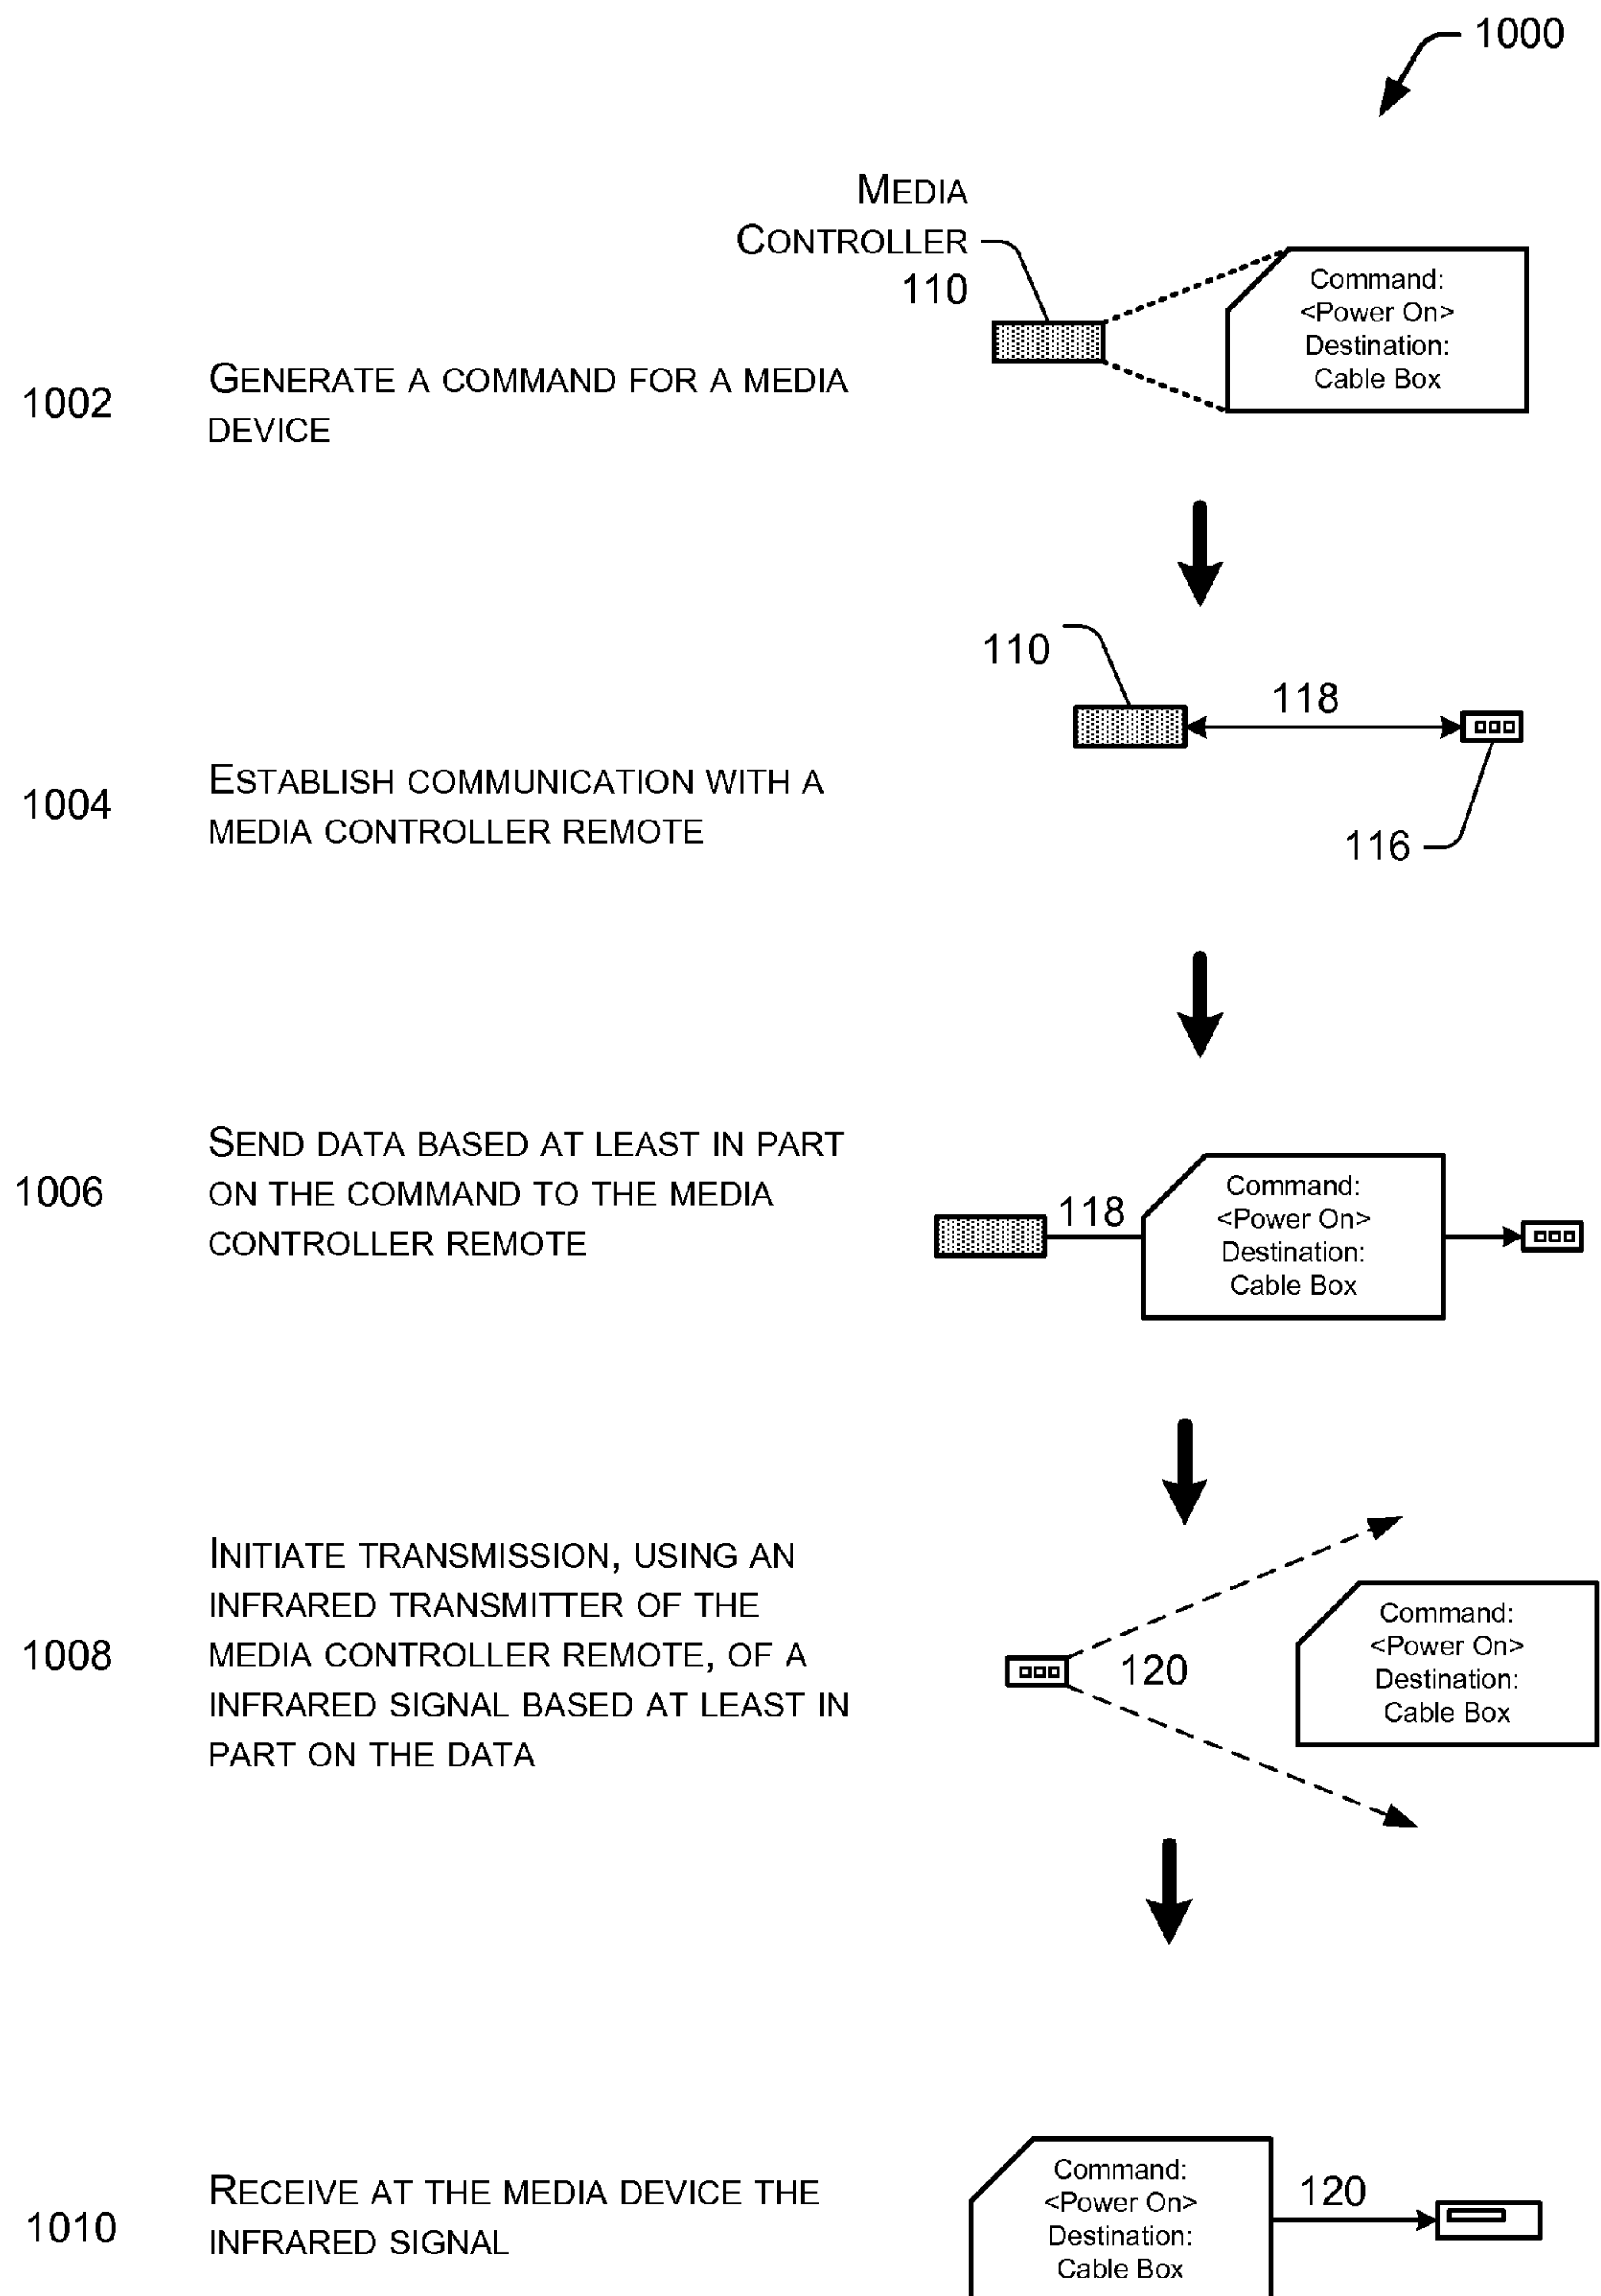 1000
MEDIA
CONTROLLER
110
Command:
<Power On>
Destination:
Cable Box
1002
GENERATE A COMMAND FOR A MEDIA
DEVICE
110
118
116
1004
ESTABLISH COMMUNICATION WITH A
MEDIA CONTROLLER REMOTE
1006
SEND DATA BASED AT LEAST IN PART
ON THE COMMAND TO THE MEDIA
CONTROLLER REMOTE
118
Command:
<Power On>
Destination:
Cable Box
1008
INITIATE TRANSMISSION, USING AN
INFRARED TRANSMITTER OF THE
MEDIA CONTROLLER REMOTE, OF A
INFRARED SIGNAL BASED AT LEAST IN
PART ON THE DATA
120
Command:
<Power On>
Destination:
Cable Box
1010
RECEIVE AT THE MEDIA DEVICE THE
INFRARED SIGNAL
Command:
<Power On>
Destination:
Cable Box
120